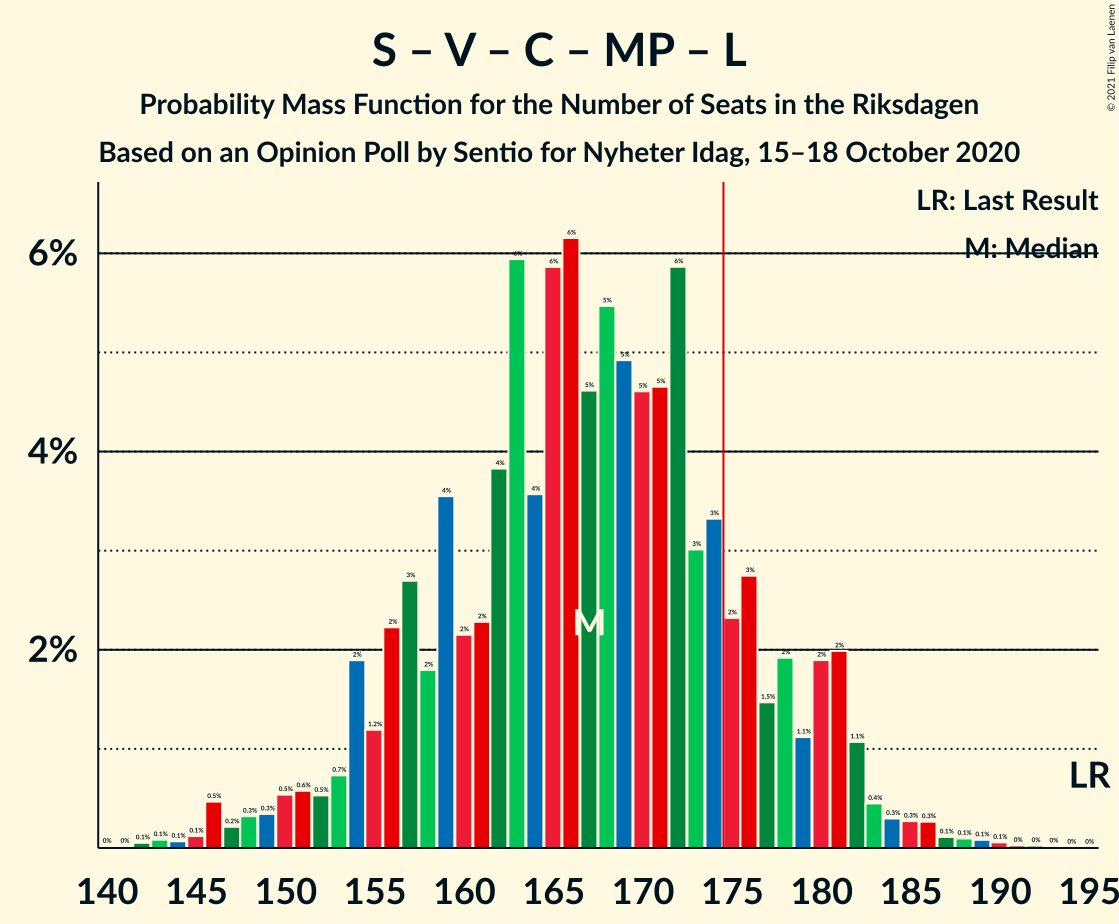 S – V – C – MP – L
Probability Mass Function for the Number of Seats in the Riksdagen
Based on an Opinion Poll by Sentio for Nyheter Idag, 15–18 October 2020
© 2021 Filip van Laenen
LR: Last Result
M: Median
6%
4%
2%
0% 0% 0.1% 0.1% 0.1% 0.1% 0.5% 0.2% 0.3% 0.3% 0.5% 0.6% 0.5% 0.7% 2% 1.2% 2% 3% 2% 4% 2% 2% 4% 6% 4% 6% 6% 5% 5% 5% 5% 5% 6% 3% 3% 2% 3% 1.5% 2% 1.1% 2% 2% 1.1% 0.4% 0.3% 0.3% 0.3% 0.1% 0.1% 0.1% 0.1% 0% 0% 0% 0% 0%
M
LR
140 145 150 155 160 165 170 175 180 185 190 195